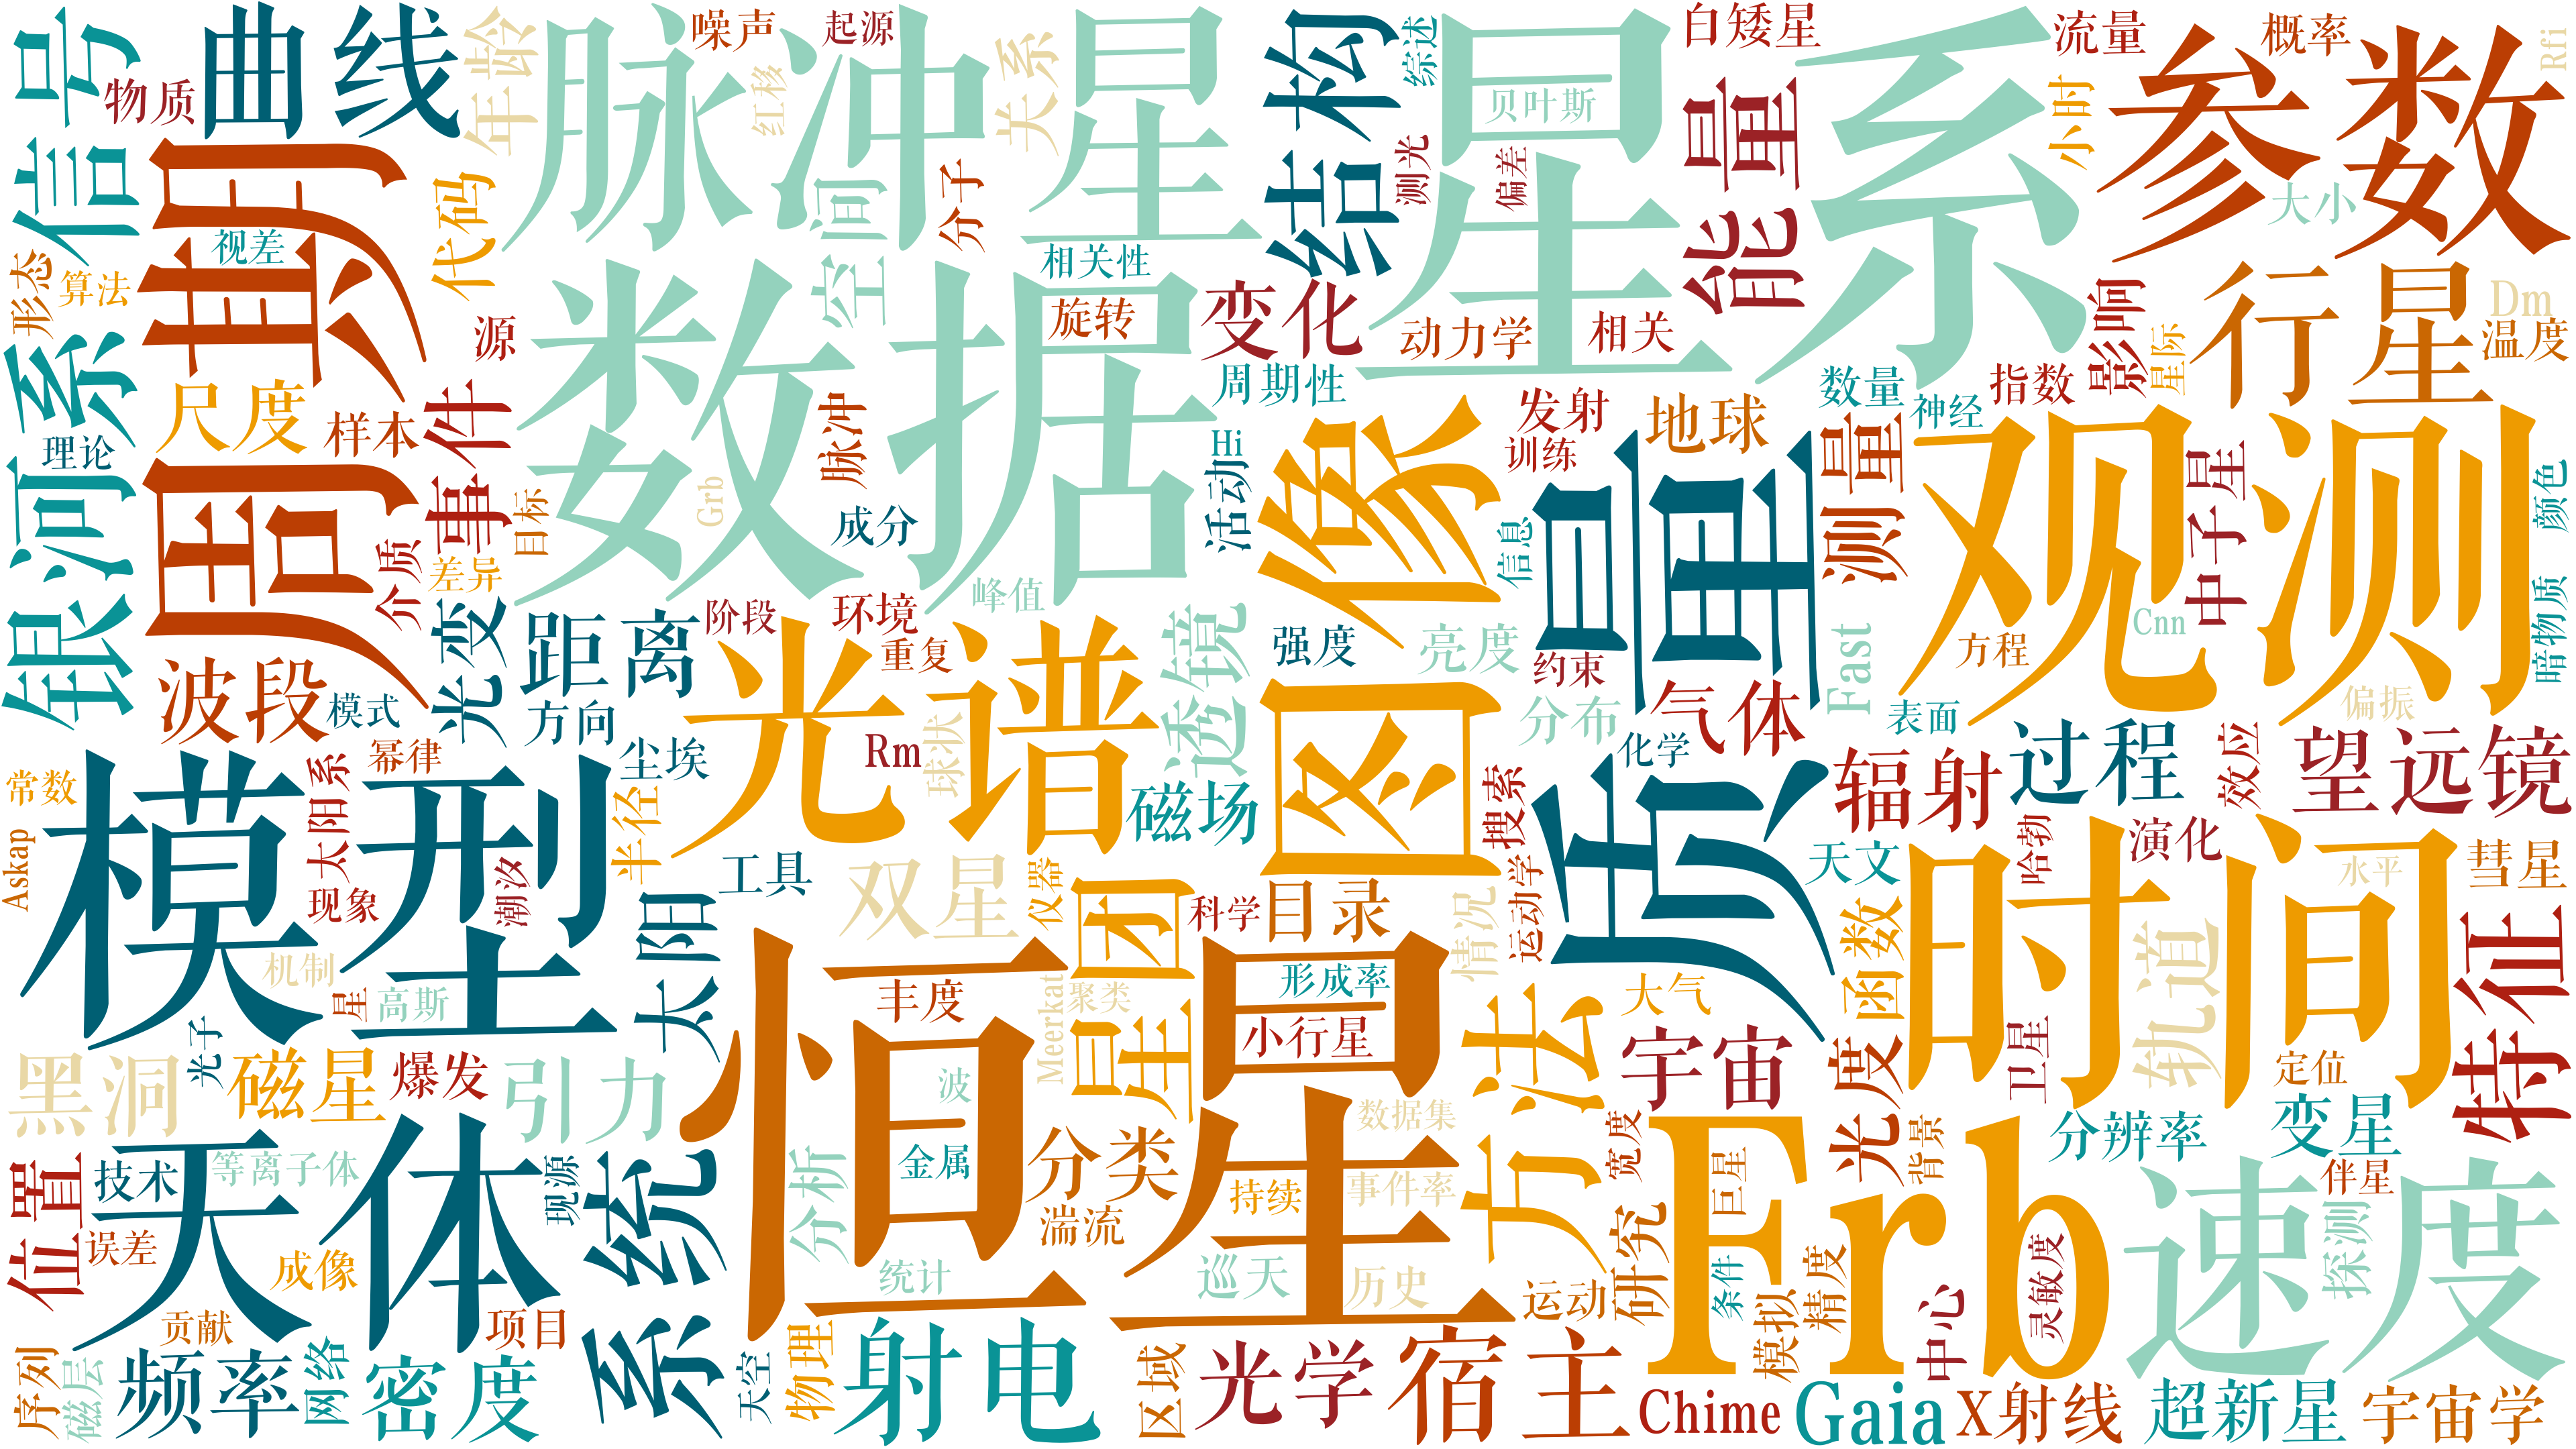 信号
物质
曲线
年龄
脉冲星
噪声
起源
红移
关系
空间
分子
结构
综述
星系
贝叶斯
测光
偏差
白矮星
能量
流量
小时
参数
概率
Rfi
大小
周期
视差
代码
形态
算法
银河系
理论
尺度
样本
源
事件
数据
相关性
旋转
变化
动力学
相关
周期性
行星
影响
星际
Dm
温度
数量
神经
指数
脉冲
Grb
目标
成分
差异
介质
活动
Hi
图像
发射
训练
地球
质量
测量
观测
中子星
颜色
暗物质
信息
Cnn
方程
偏振
Fast
表面
峰值
透镜
强度
亮度
约束
分布
气体
化学
波段
模式
光变
距离
方向
阶段
环境
重复
光谱
Rm
球状
磁场
尘埃
半径
幂律
太阳系
常数
Askap
模型
现象
潮汐
工具
双星
仪器
星团
科学
目录
搜索
运动学
情况
辐射
过程
效应
望远镜
天文
哈勃
演化
时间
水平
彗星
特征
函数
轨道
机制
星
高斯
太阳
恒星
丰度
Meerkat
聚类
形成率
小行星
大气
方法
宇宙
光度
卫星
定位
光子
黑洞
磁星
爆发
引力
波
数据集
分辨率
变星
宽度
背景
位置
技术
等离子体
天体
现源
系统
分析
金属
分类
湍流
持续
事件率
Frb
巨星
伴星
速度
探测
误差
成像
统计
巡天
历史
运动
研究
条件
模拟
精度
中心
灵敏度
贡献
项目
序列
磁层
频率
网络
密度
天空
物理
射电
区域
光学
宿主
Chime
Gaia
X射线
超新星
宇宙学